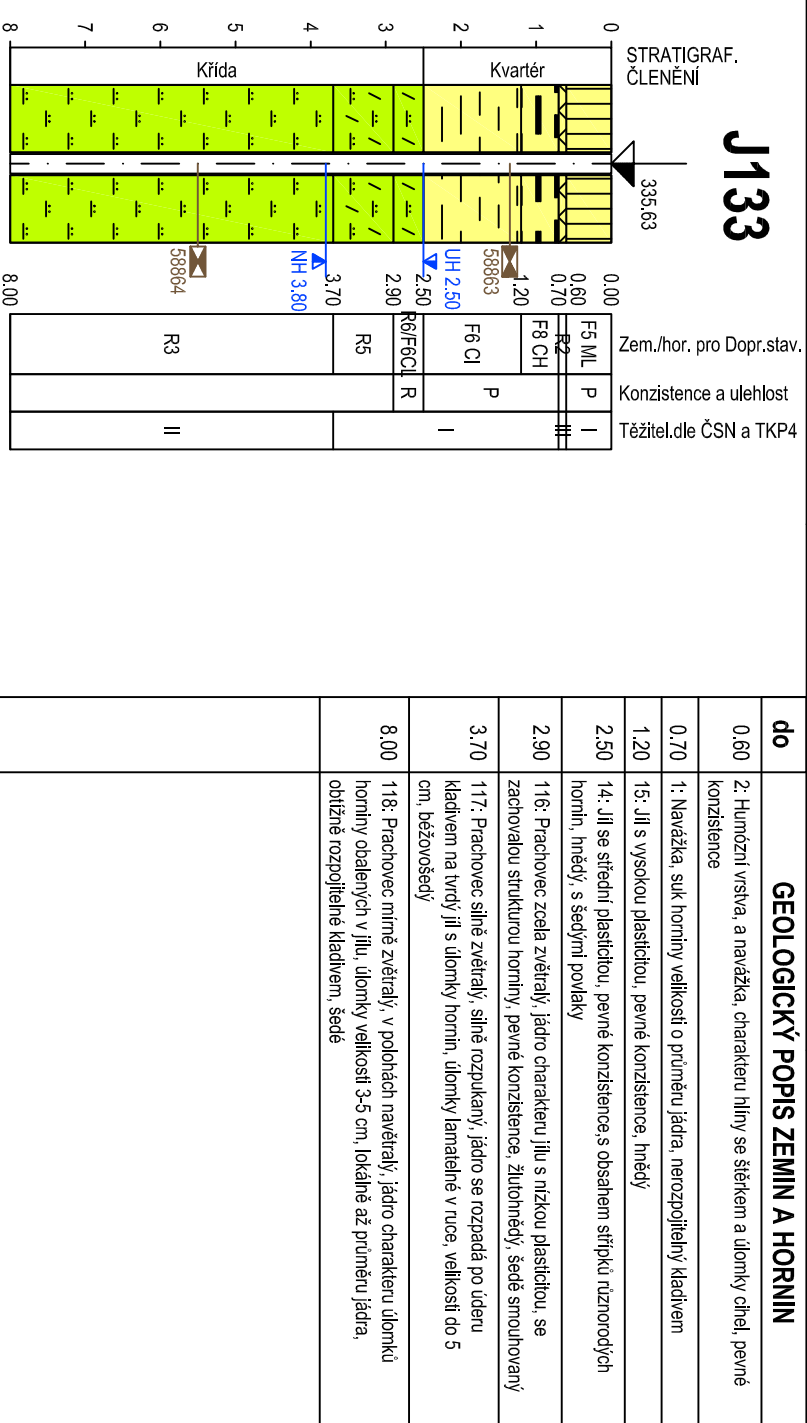 J133
STRATIGRAF.
ČLENĚNÍ
335.63
Zem./hor. pro Dopr.stav.
Konzistence a ulehlost
Těžitel.dle ČSN a TKP4
0
1
2
3
4
5
6
7
8
Kvartér
Křída
58863
UH 2.50
NH 3.80
58864
0.00
0.60
0.70
1.20
2.50
2.90
3.70
8.00
F5 ML
R2
F8 CH
F6 CI
R6/F6CL
R5
R3
P
P
R
I
III
I
II
do GEOLOGICKÝ POPIS ZEMIN A HORNIN
0.60 2: Humózní vrstva, a navážka, charakteru hlíny se štěrkem a úlomky cihel, pevné
konzistence
0.70 1: Navážka, suk horniny velikosti o průměru jádra, nerozpojitelný kladivem
1.20 15: Jíl s vysokou plasticitou, pevné konzistence, hnědý
2.50 14: Jíl se střední plasticitou, pevné konzistence,s obsahem střípků různorodých
hornin, hnědý, s šedými povlaky
2.90 116: Prachovec zcela zvětralý, jádro charakteru jílu s nízkou plasticitou, se
zachovalou strukturou horniny, pevné konzistence, žlutohnědý, šedě smouhovaný
3.70 117: Prachovec silně zvětralý, silně rozpukaný, jádro se rozpadá po úderu
kladivem na tvrdý jíl s úlomky hornin, úlomky lamatelné v ruce, velikosti do 5
cm, béžovošedý
8.00 118: Prachovec mírně zvětralý, v polohách navětralý, jádro charakteru úlomků
horniny obalených v jílu, úlomky velikosti 3-5 cm, lokálně až průměru jádra,
obtížně rozpojitelné kladivem, šedé